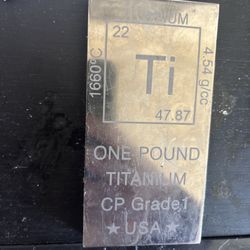 22
Ti
47.87
1660°C
4.54 g/cc
ONE POUND
TITANIUM
CP Grade1
★ USA ★